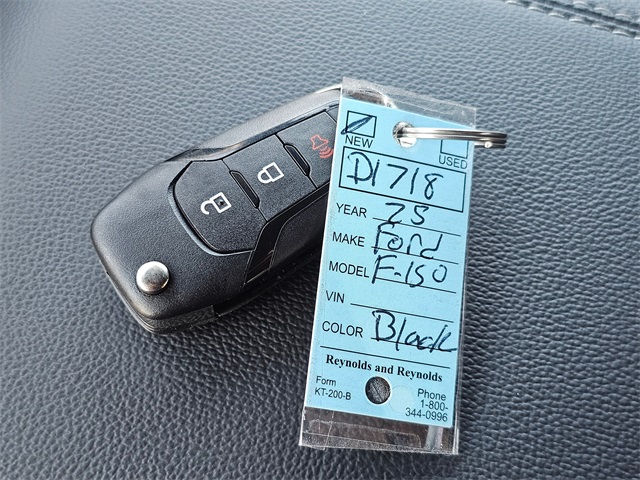 NEW
USED
D1718
YEAR 25
MAKE Ford
MODEL F-150
VIN
COLOR Black
Reynolds and Reynolds
Form
KT-200-B
Phone
1-800-
344-0996